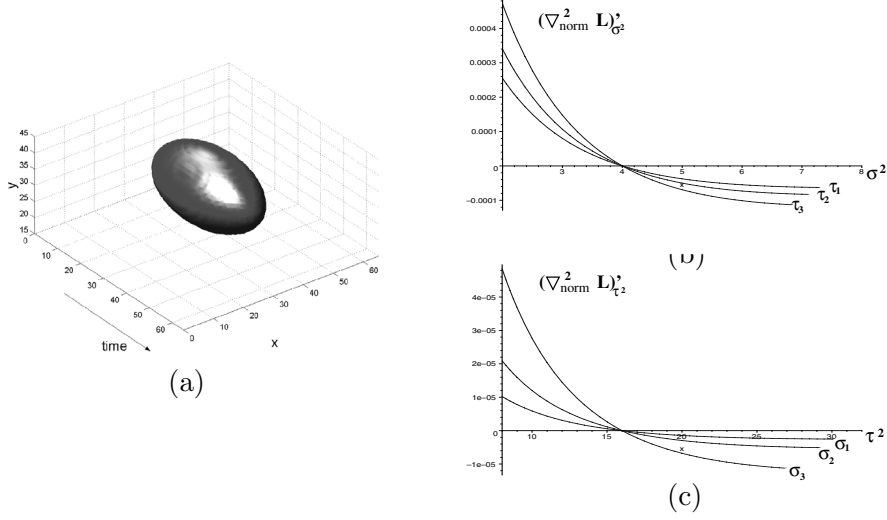 45
40
35
30
25
20
15
y
0
10
20
30
40
50
60
time
0
10
20
30
40
50
60
x
(a)
(∇²norm L)'σ²
0.0004
0.0003
0.0002
0.0001
0
-0.0001
3
4
5
6
7
8
σ²
x
τ1
τ2
τ3
(b)
(∇²norm L)'τ²
4e-05
3e-05
2e-05
1e-05
0
-1e-05
10
15
20
25
30
τ²
x
σ1
σ2
σ3
(c)